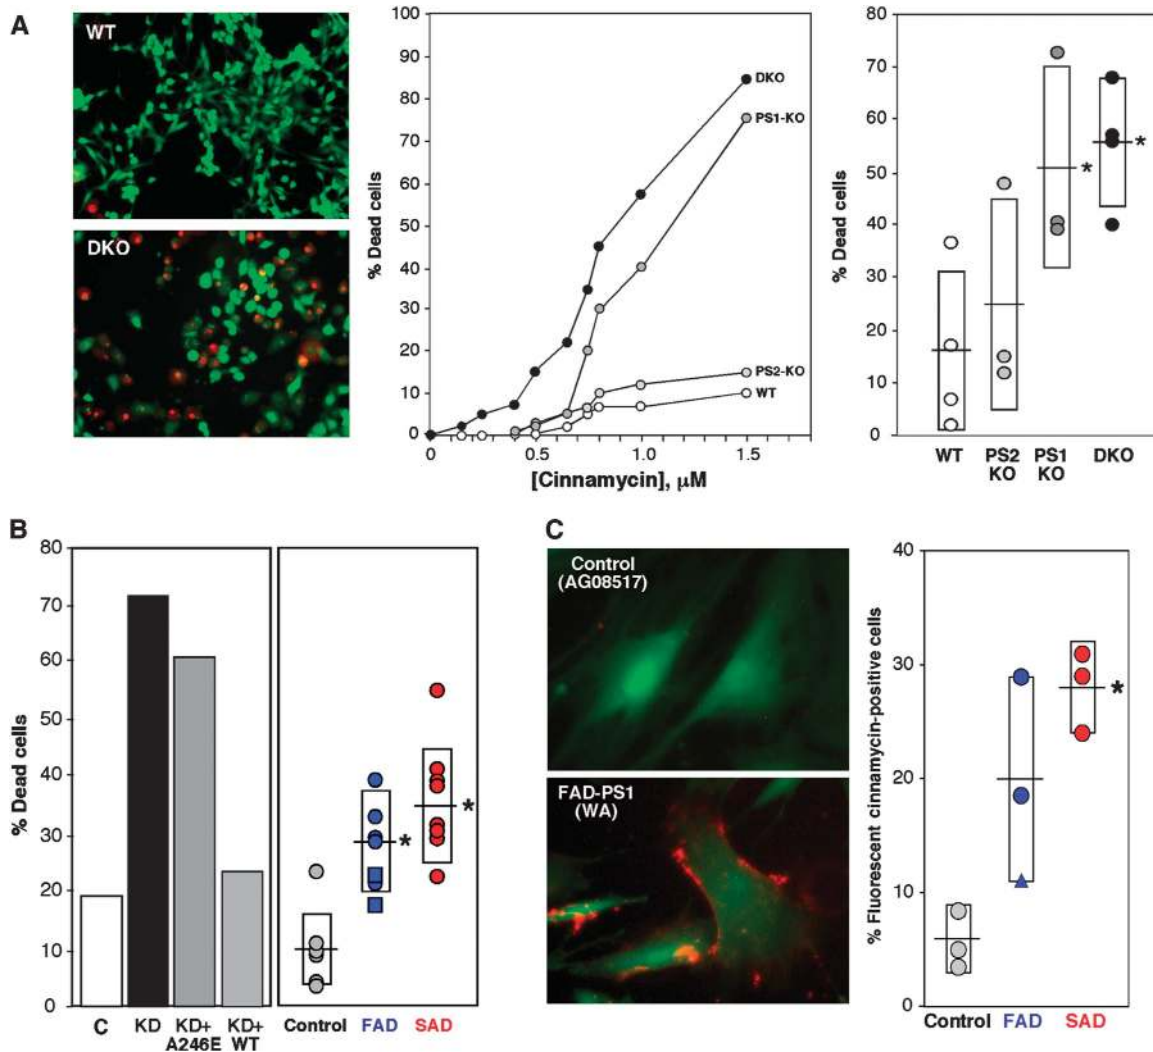 A
WT
DKO
% Dead cells
100
90
80
70
60
50
40
30
20
10
0
0
0.5
1.0
1.5
[Cinnamycin], µM
DKO
PS1-KO
PS2-KO
WT
% Dead cells
80
70
60
50
40
30
20
10
0
*
*
WT
PS2 KO
PS1 KO
DKO
B
% Dead cells
80
70
60
50
40
30
20
10
0
C
KD
KD+ A246E
KD+ WT
*
*
Control
FAD
SAD
C
Control
(AG08517)
FAD-PS1
(WA)
% Fluorescent cinnamycin-positive cells
40
30
20
10
0
*
Control
FAD
SAD